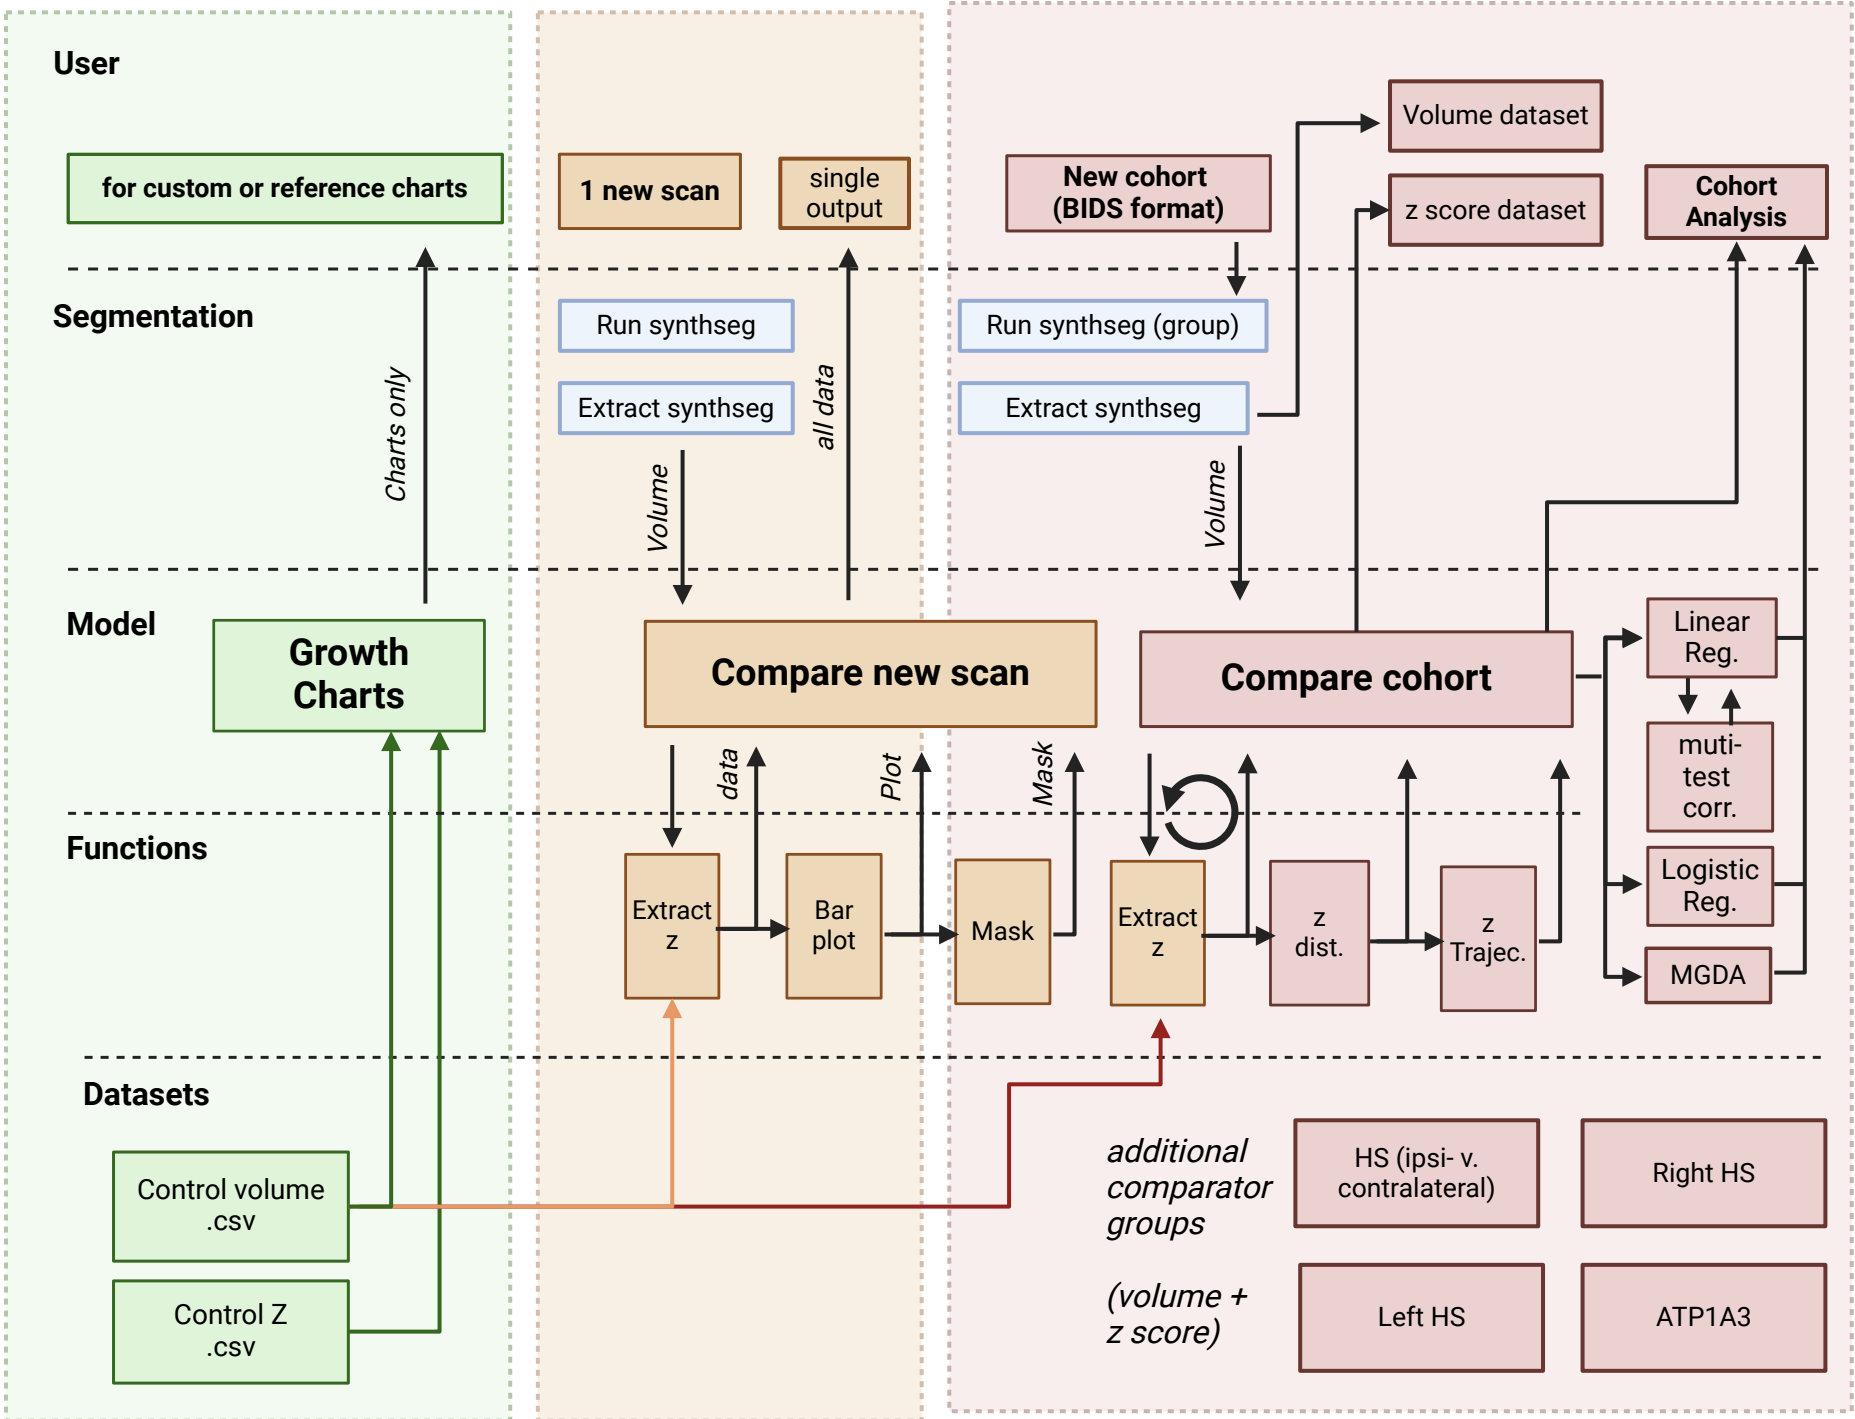 User
for custom or reference charts
1 new scan
single
output
New cohort
(BIDS format)
Volume dataset
z score dataset
Cohort
Analysis
Segmentation
Charts only
Run synthseg
Extract synthseg
Volume
all data
Run synthseg (group)
Extract synthseg
Volume
Model
Growth
Charts
Compare new scan
Compare cohort
Linear
Reg.
muti-
test
corr.
Logistic
Reg.
MGDA
data
Plot
Mask
Functions
Extract
z
Bar
plot
Mask
Extract
z
z
dist.
z
Trajec.
Datasets
Control volume
.csv
Control Z
.csv
additional
comparator
groups
(volume +
z score)
HS (ipsi- v.
contralateral)
Right HS
Left HS
ATP1A3